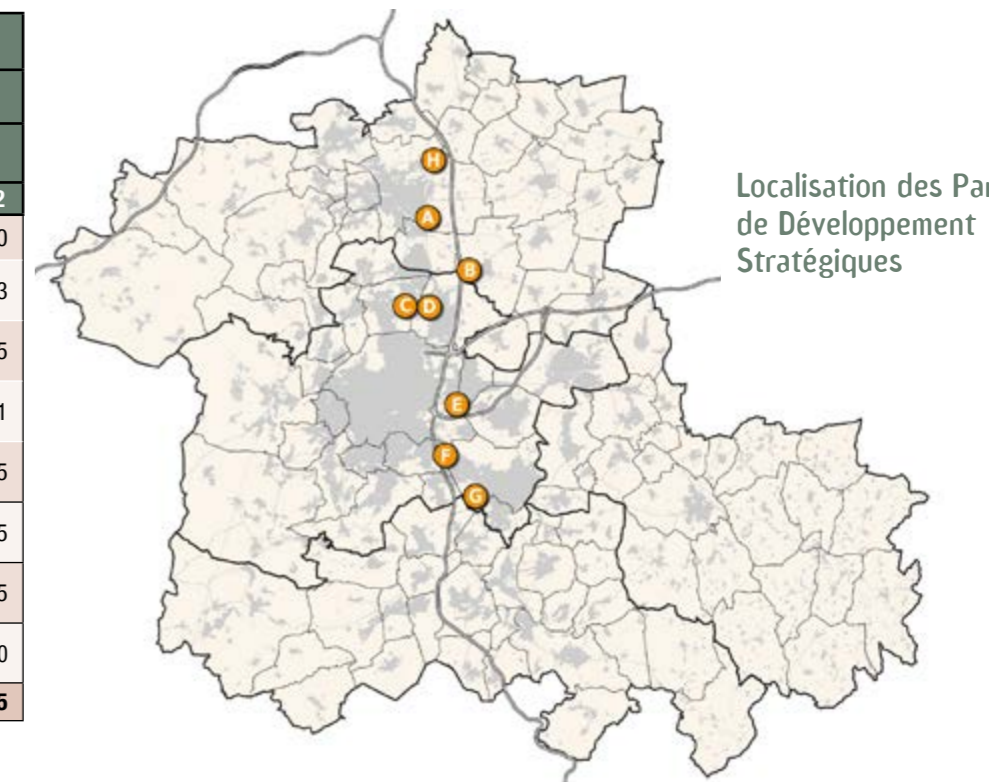 2
0
3
5
1
5
5
5
0
5
H
A
B
C D
E
F
G
Localisation des Par
de Développement
Stratégiques